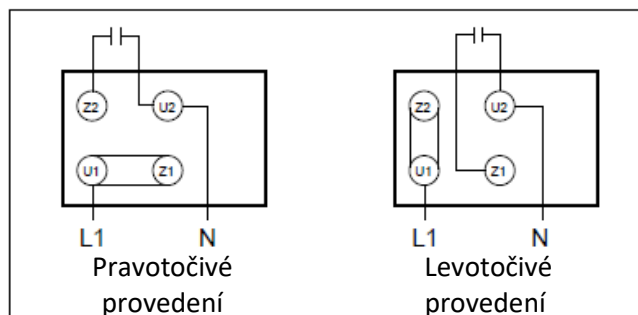 Z2 U2 Z2 U2
U1 Z1 U1 Z1
L1 N L1 N
Pravotočivé Levotočivé
provedení provedení